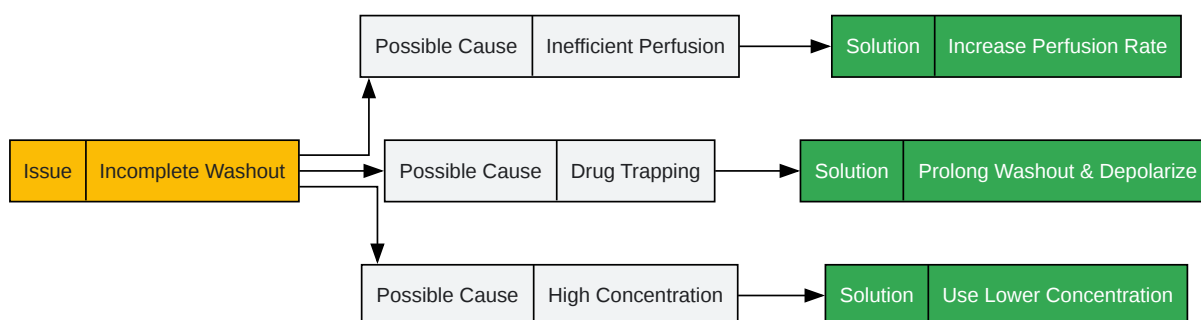 Possible Cause Inefficient Perfusion Solution Increase Perfusion Rate
Issue Incomplete Washout Possible Cause Drug Trapping Solution Prolong Washout & Depolarize
Possible Cause High Concentration Solution Use Lower Concentration